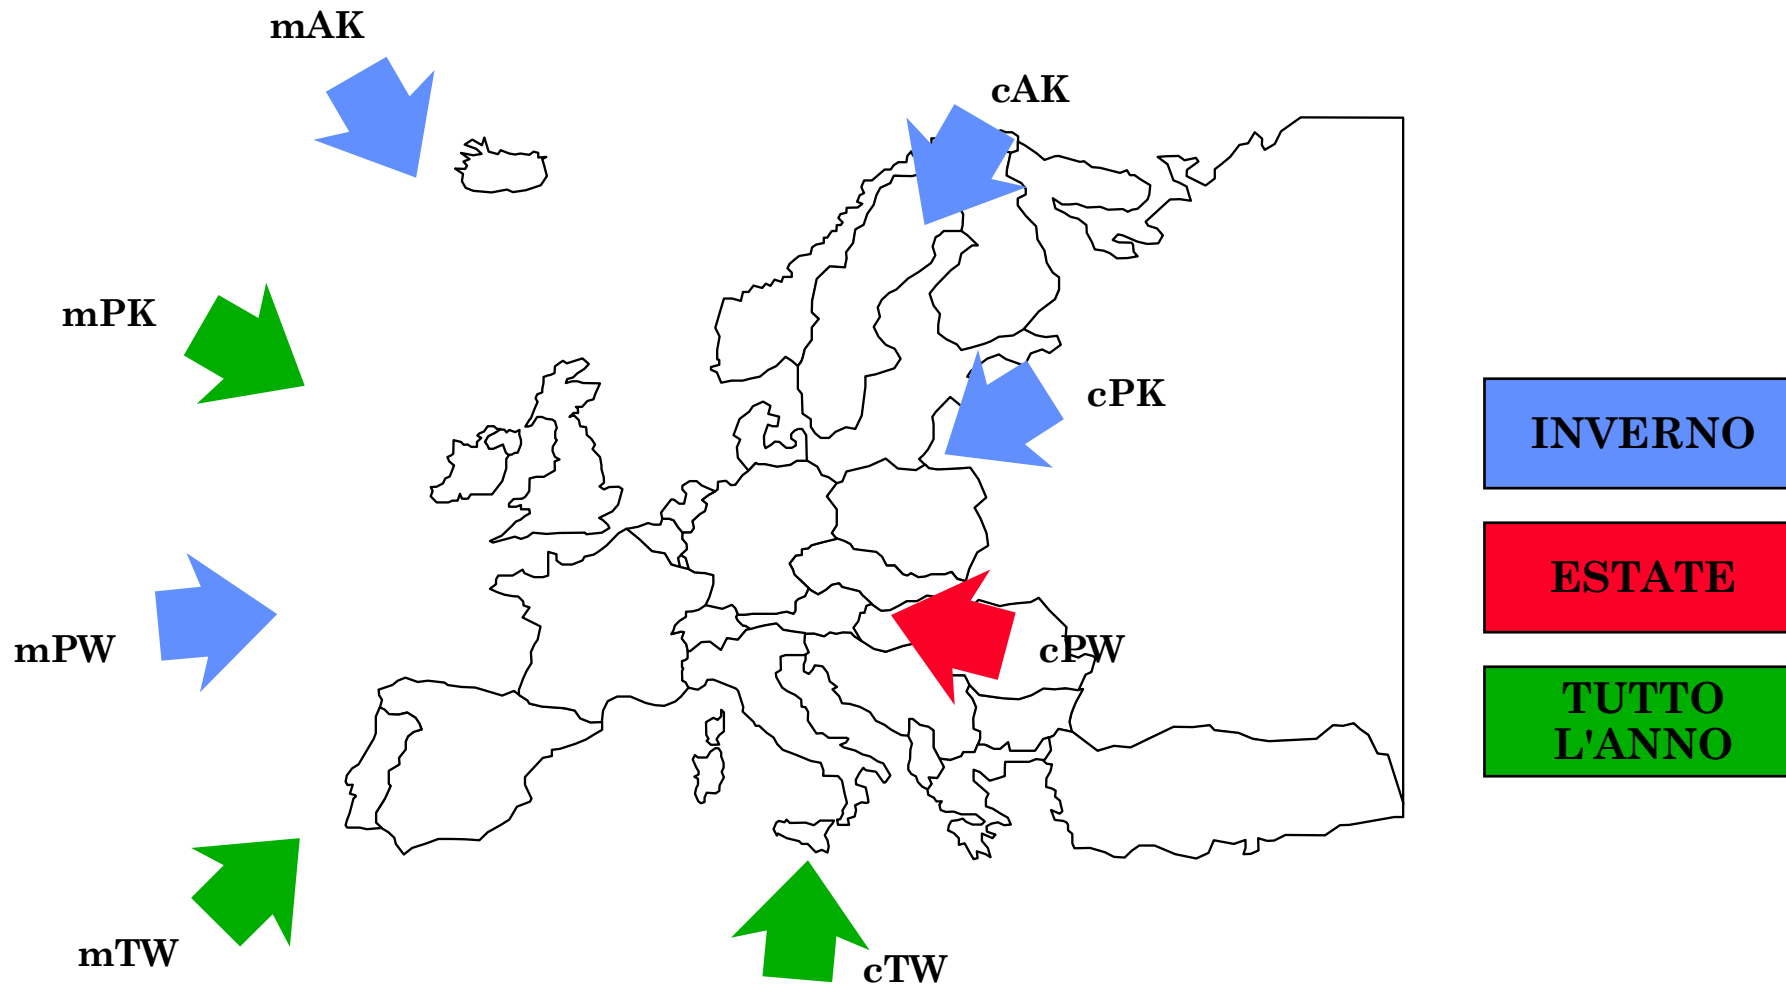 mAK
cAK
mPK
cPK
INVERNO
ESTATE
mPW
cPW
TUTTO
L'ANNO
mTW
cTW